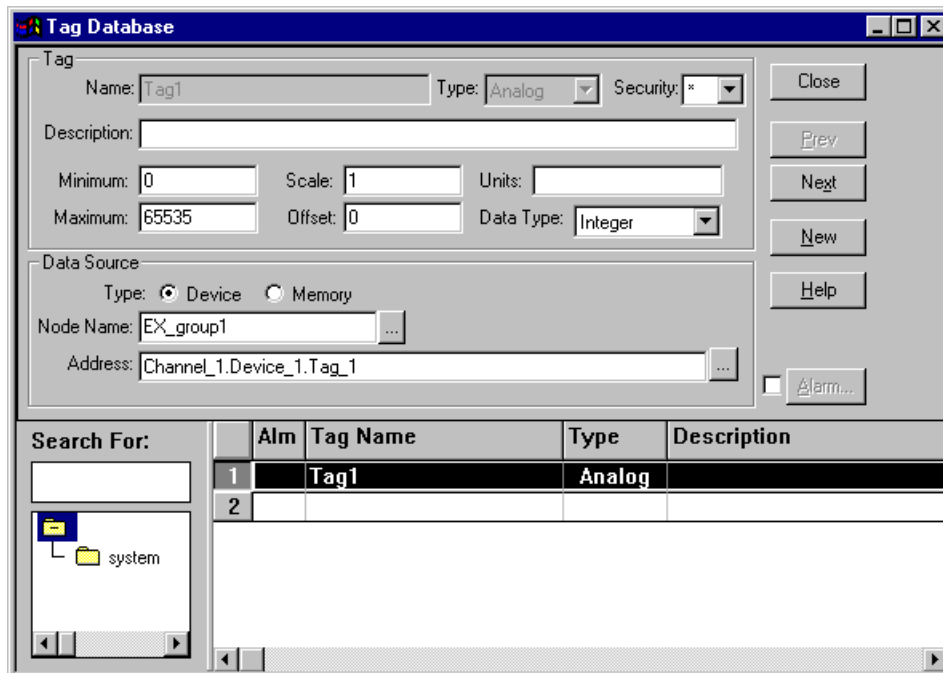 Tag Database
Tag
Name: Tag1 Type: Analog Security: *
Close
Description:
Prev
Minimum: 0 Scale: 1 Units:
Next
Maximum: 65535 Offset: 0 Data Type: Integer
New
Data Source
Type: Device Memory
Help
Node Name: EX_group1 ...
Address: Channel_1.Device_1.Tag_1 ...
Alarm...
Search For:
Alm Tag Name Type Description
1 Tag1 Analog
2
system